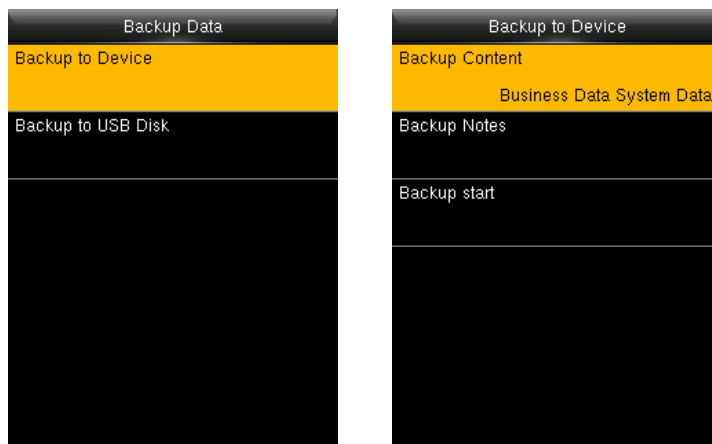 Backup Data
Backup to Device
Backup to USB Disk
Backup to Device
Backup Content
Business Data System Data
Backup Notes
Backup start